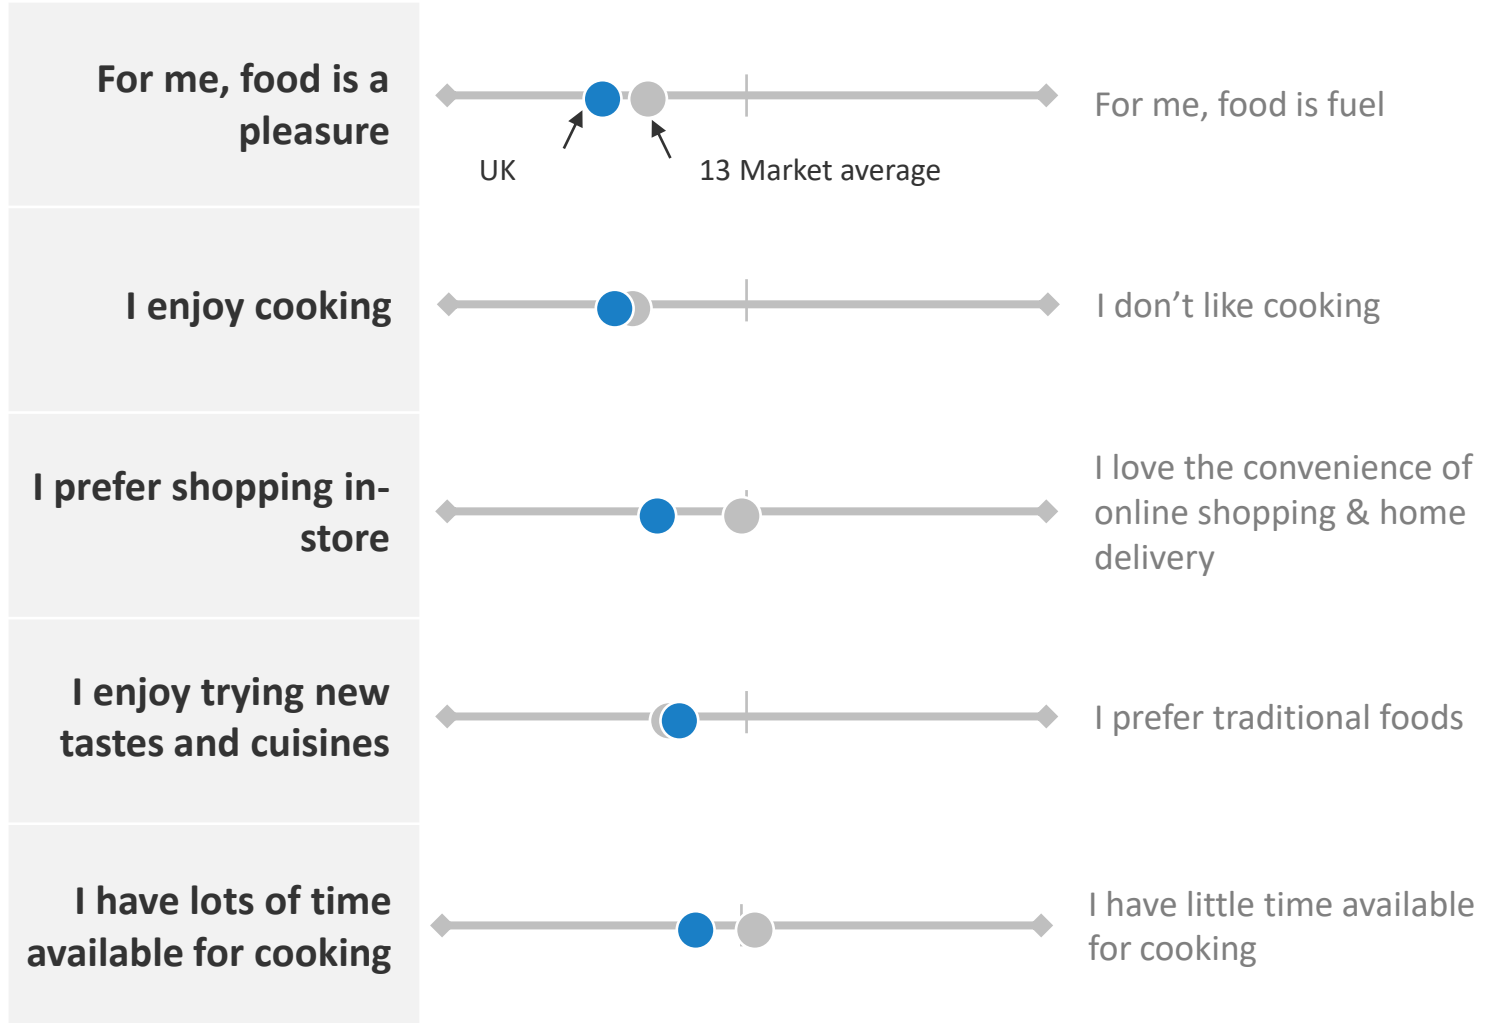 For me, food is a
pleasure
For me, food is fuel
UK
13 Market average
I enjoy cooking
I don’t like cooking
I prefer shopping in-
store
I love the convenience of
online shopping & home
delivery
I enjoy trying new
tastes and cuisines
I prefer traditional foods
I have lots of time
available for cooking
I have little time available
for cooking